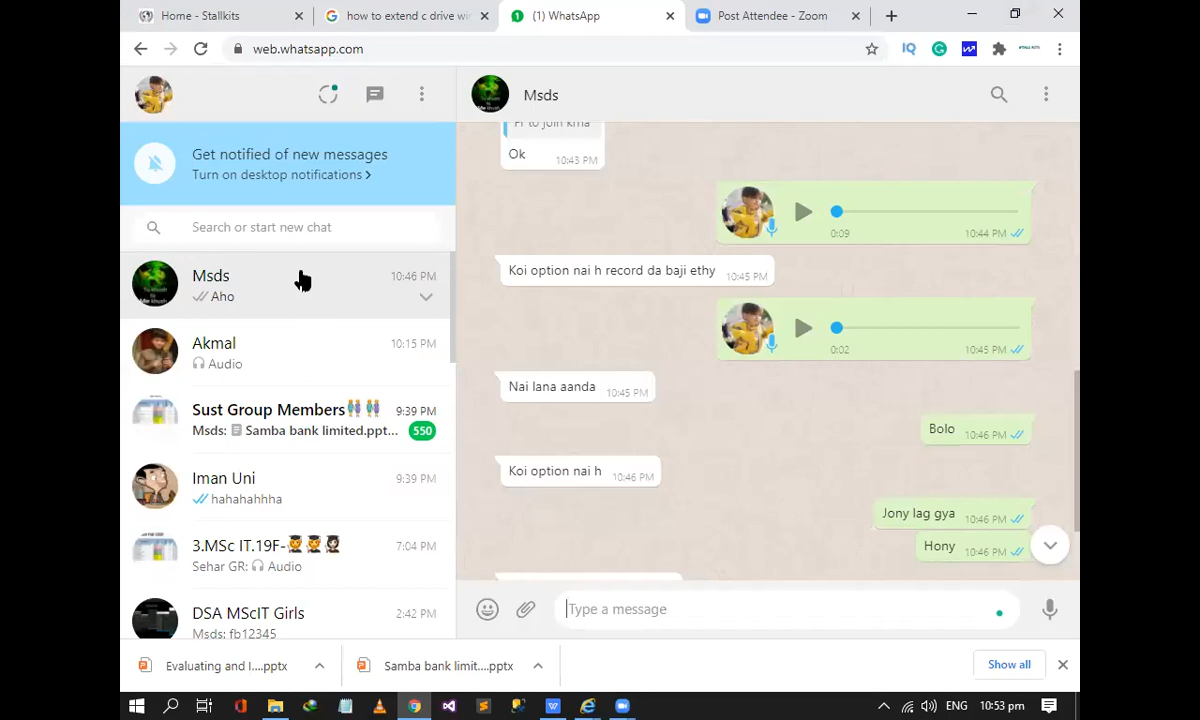 Home - Stallkits
how to extend c drive wi
(1) WhatsApp
Post Attendee - Zoom
web.whatsapp.com
Msds
Get notified of new messages
Turn on desktop notifications >
Search or start new chat
Msds 10:46 PM
Aho
Akmal 10:15 PM
Audio
Sust Group Members 9:39 PM
Msds: Samba bank limited.ppt... 550
Iman Uni 9:39 PM
hahahahhha
3.MSc IT.19F- 7:04 PM
Sehar GR: Audio
DSA MScIT Girls 2:42 PM
Msds: fb12345
Ok 10:43 PM
0:09 10:44 PM
Koi option nai h record da baji ethy 10:45 PM
0:02 10:45 PM
Nai lana aanda 10:45 PM
Bolo 10:46 PM
Koi option nai h 10:46 PM
Jony lag gya 10:46 PM
Hony 10:46 PM
Type a message
Evaluating and I....pptx
Samba bank limit....pptx
Show all
ENG 10:53 pm